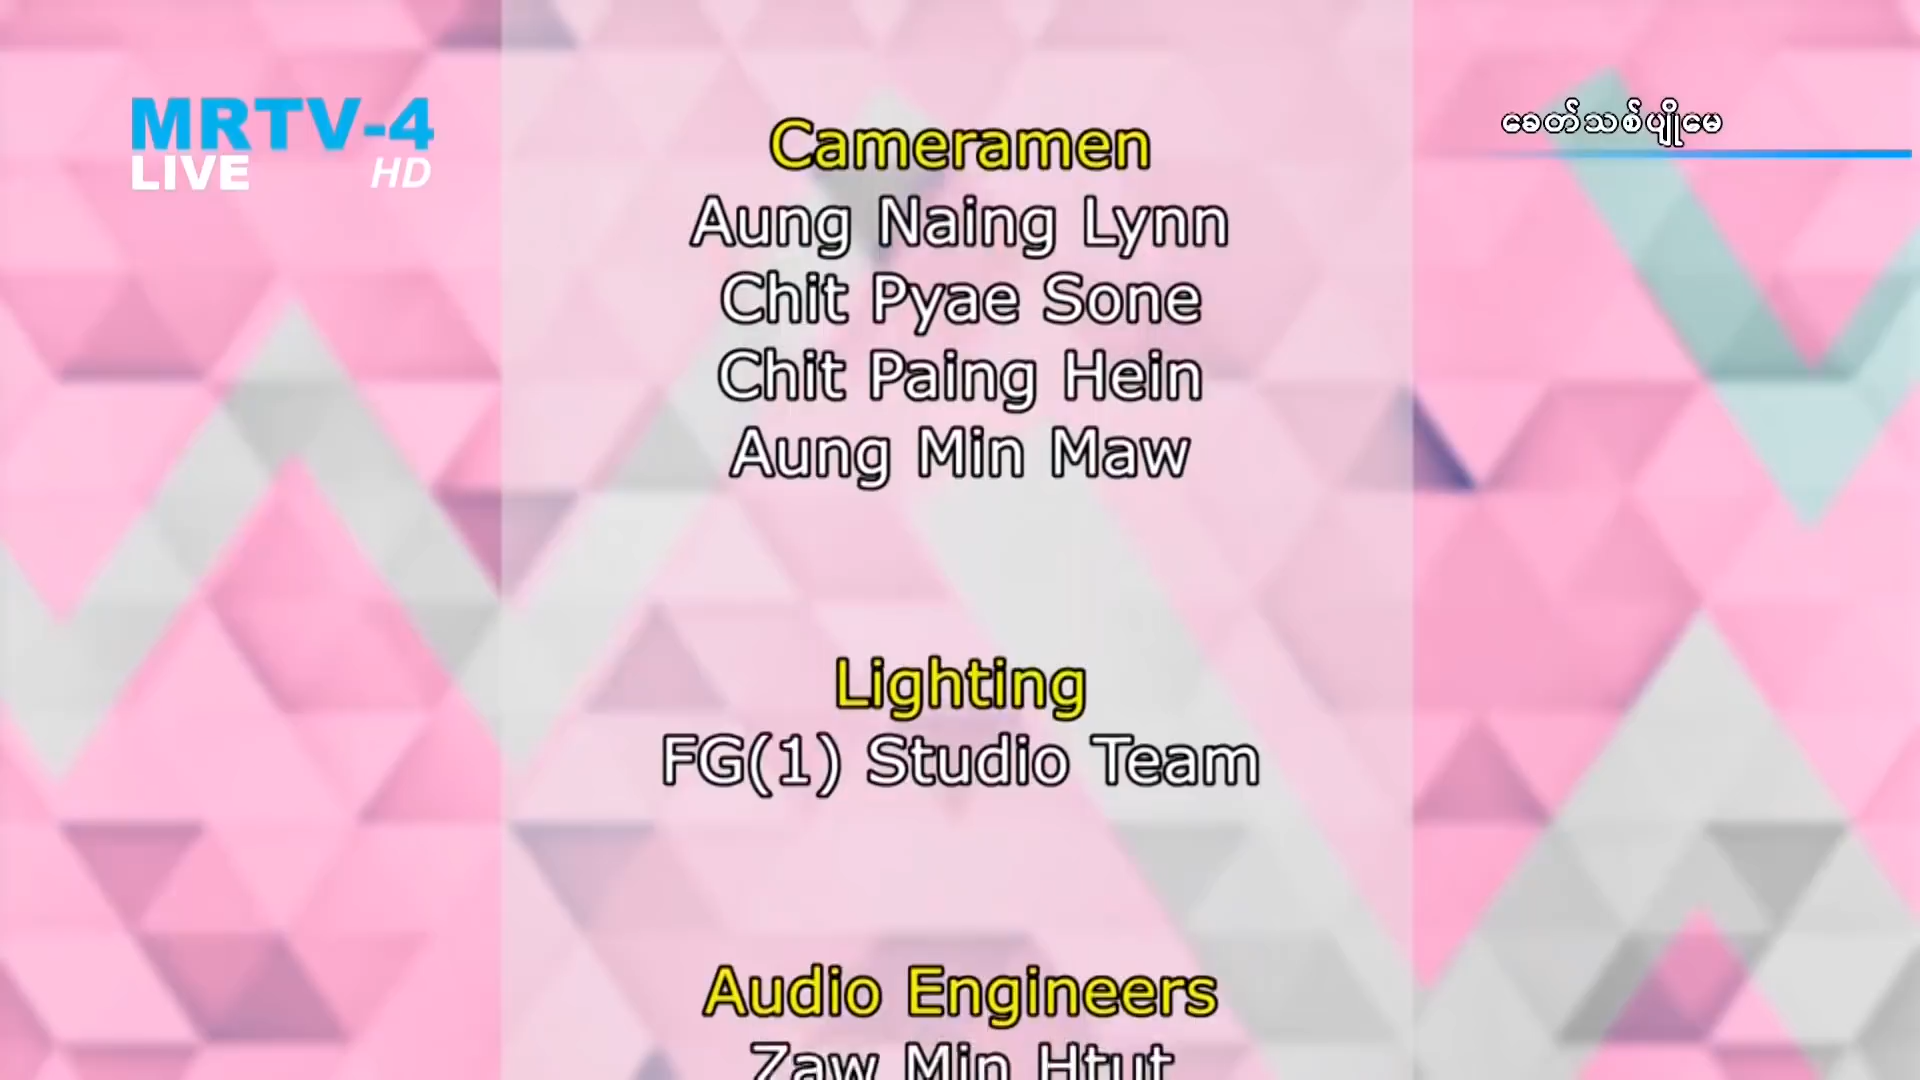 MRTV-4
LIVE HD
ခေတ်သစ်ပျိုမေ
Cameramen
Aung Naing Lynn
Chit Pyae Sone
Chit Paing Hein
Aung Min Maw
Lighting
FG(1) Studio Team
Audio Engineers
Zaw Min Htut